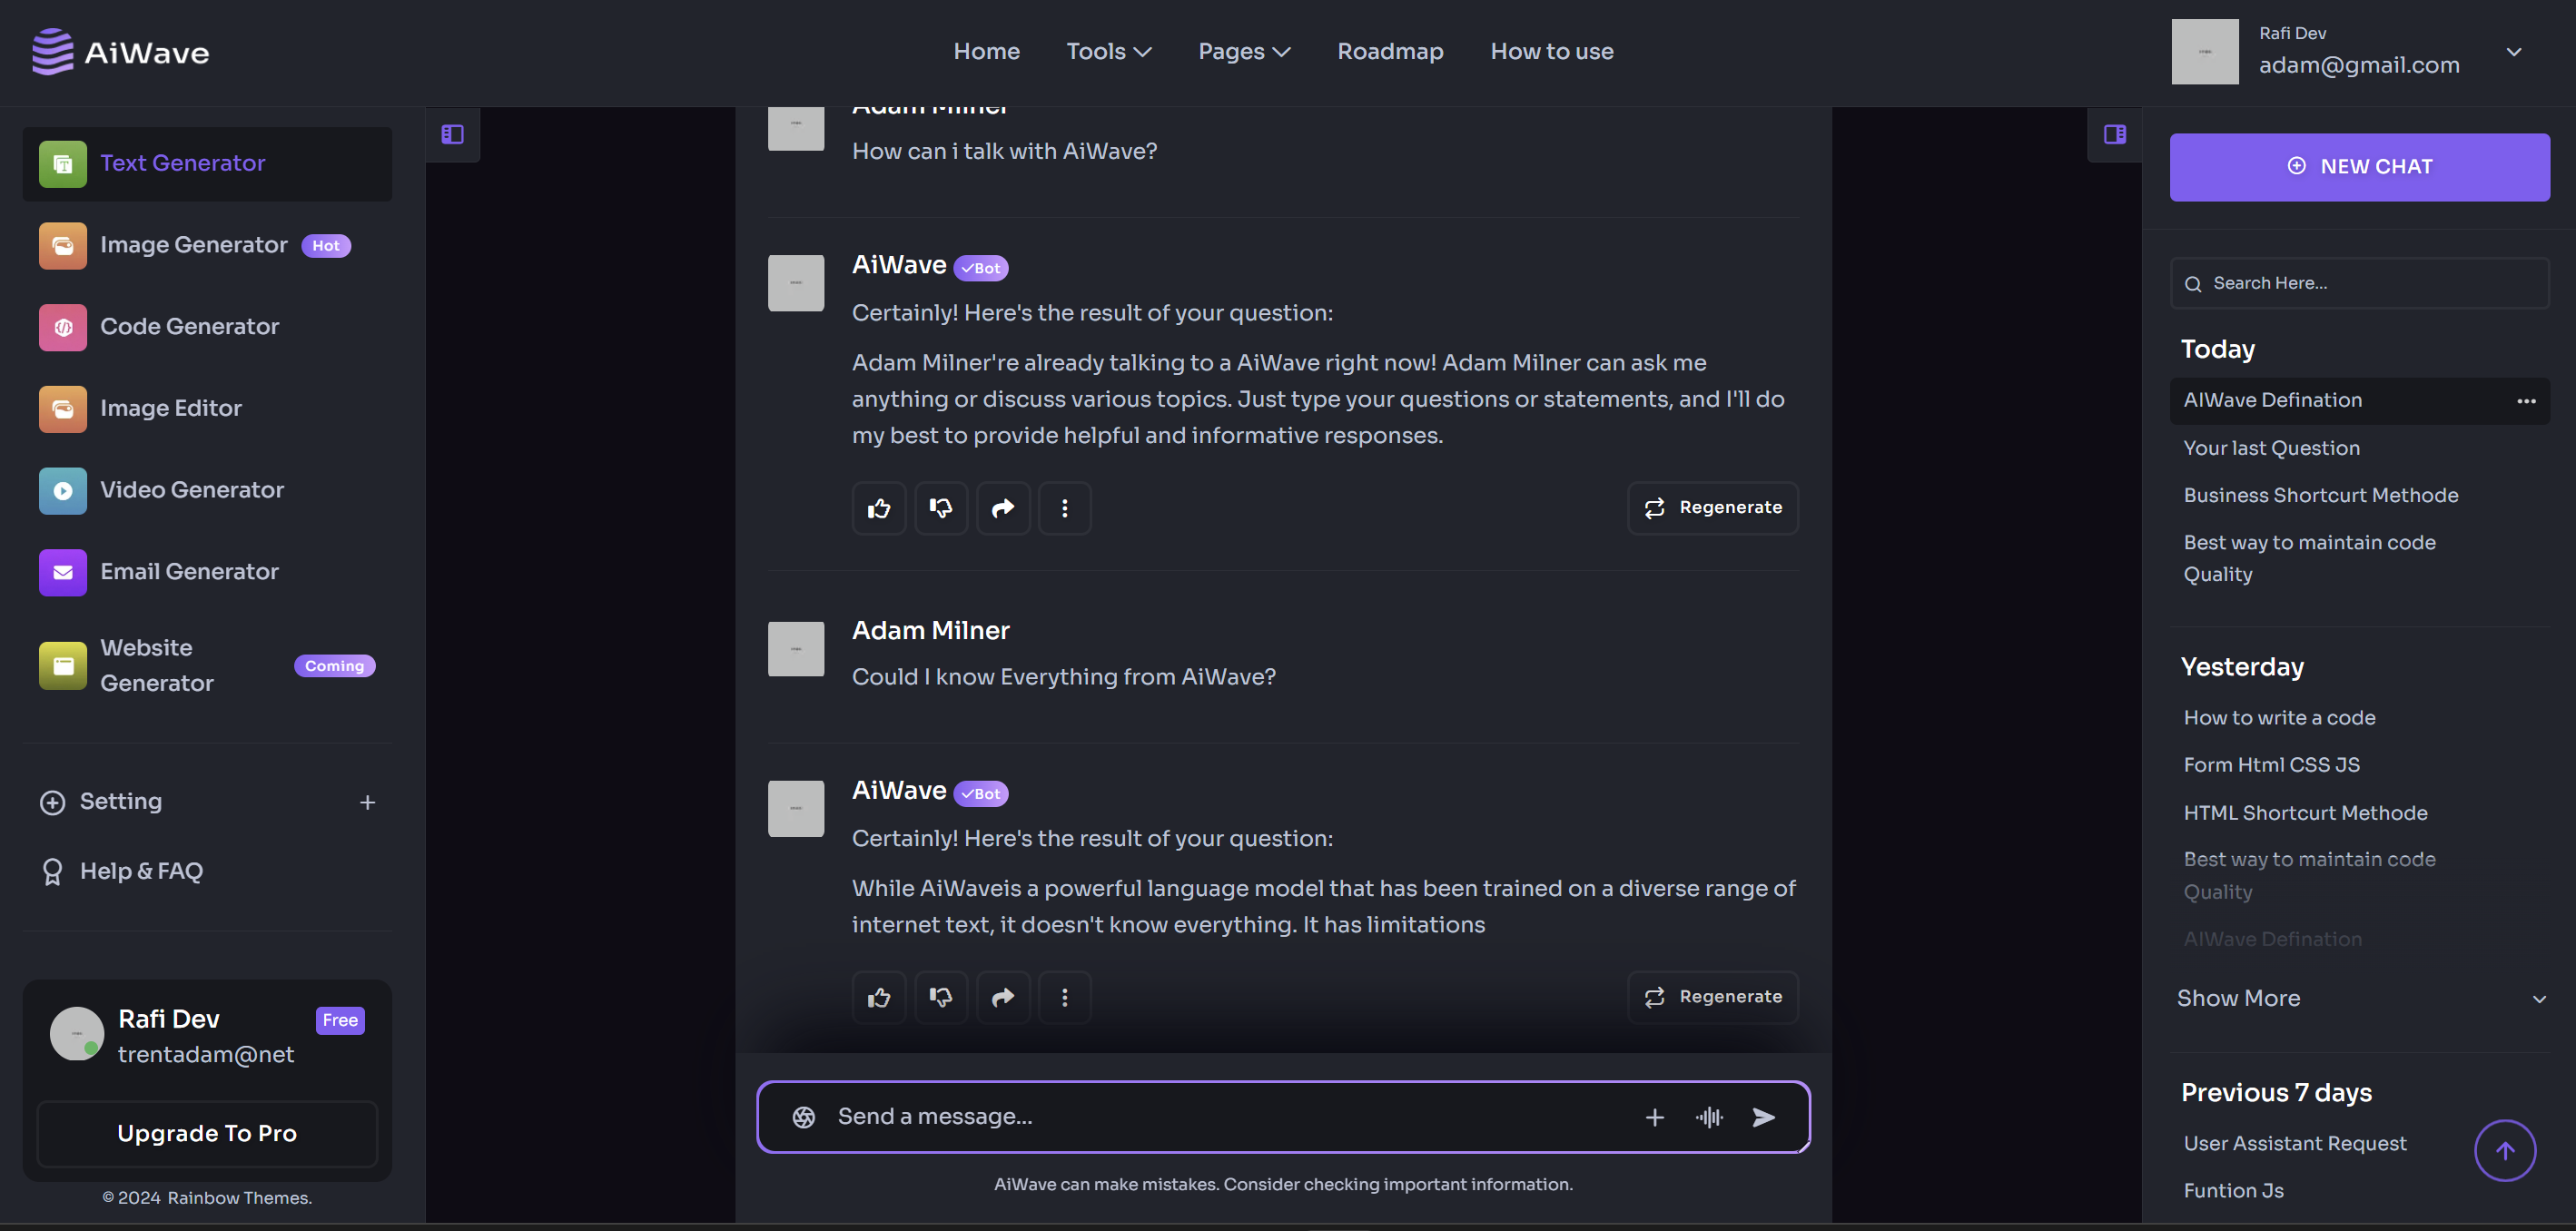 AiWave
Home
Tools
Pages
Roadmap
How to use
Rafi Dev
adam@gmail.com
Text Generator
Image Generator
Hot
Code Generator
Image Editor
Video Generator
Email Generator
Website
Generator
Coming
Setting
Help & FAQ
Rafi Dev
Free
trentadam@net
Upgrade To Pro
© 2024 Rainbow Themes.
Adam Milner
How can i talk with AiWave?
AiWave
Bot
Certainly! Here's the result of your question:
Adam Milner're already talking to a AiWave right now! Adam Milner can ask me
anything or discuss various topics. Just type your questions or statements, and I'll do
my best to provide helpful and informative responses.
Regenerate
Adam Milner
Could I know Everything from AiWave?
AiWave
Bot
Certainly! Here's the result of your question:
While AiWaveis a powerful language model that has been trained on a diverse range of
internet text, it doesn't know everything. It has limitations
Regenerate
Send a message...
AiWave can make mistakes. Consider checking important information.
NEW CHAT
Search Here...
Today
AIWave Defination
Your last Question
Business Shortcurt Methode
Best way to maintain code
Quality
Yesterday
How to write a code
Form Html CSS JS
HTML Shortcurt Methode
Best way to maintain code
Quality
AIWave Defination
Show More
Previous 7 days
User Assistant Request
Funtion Js